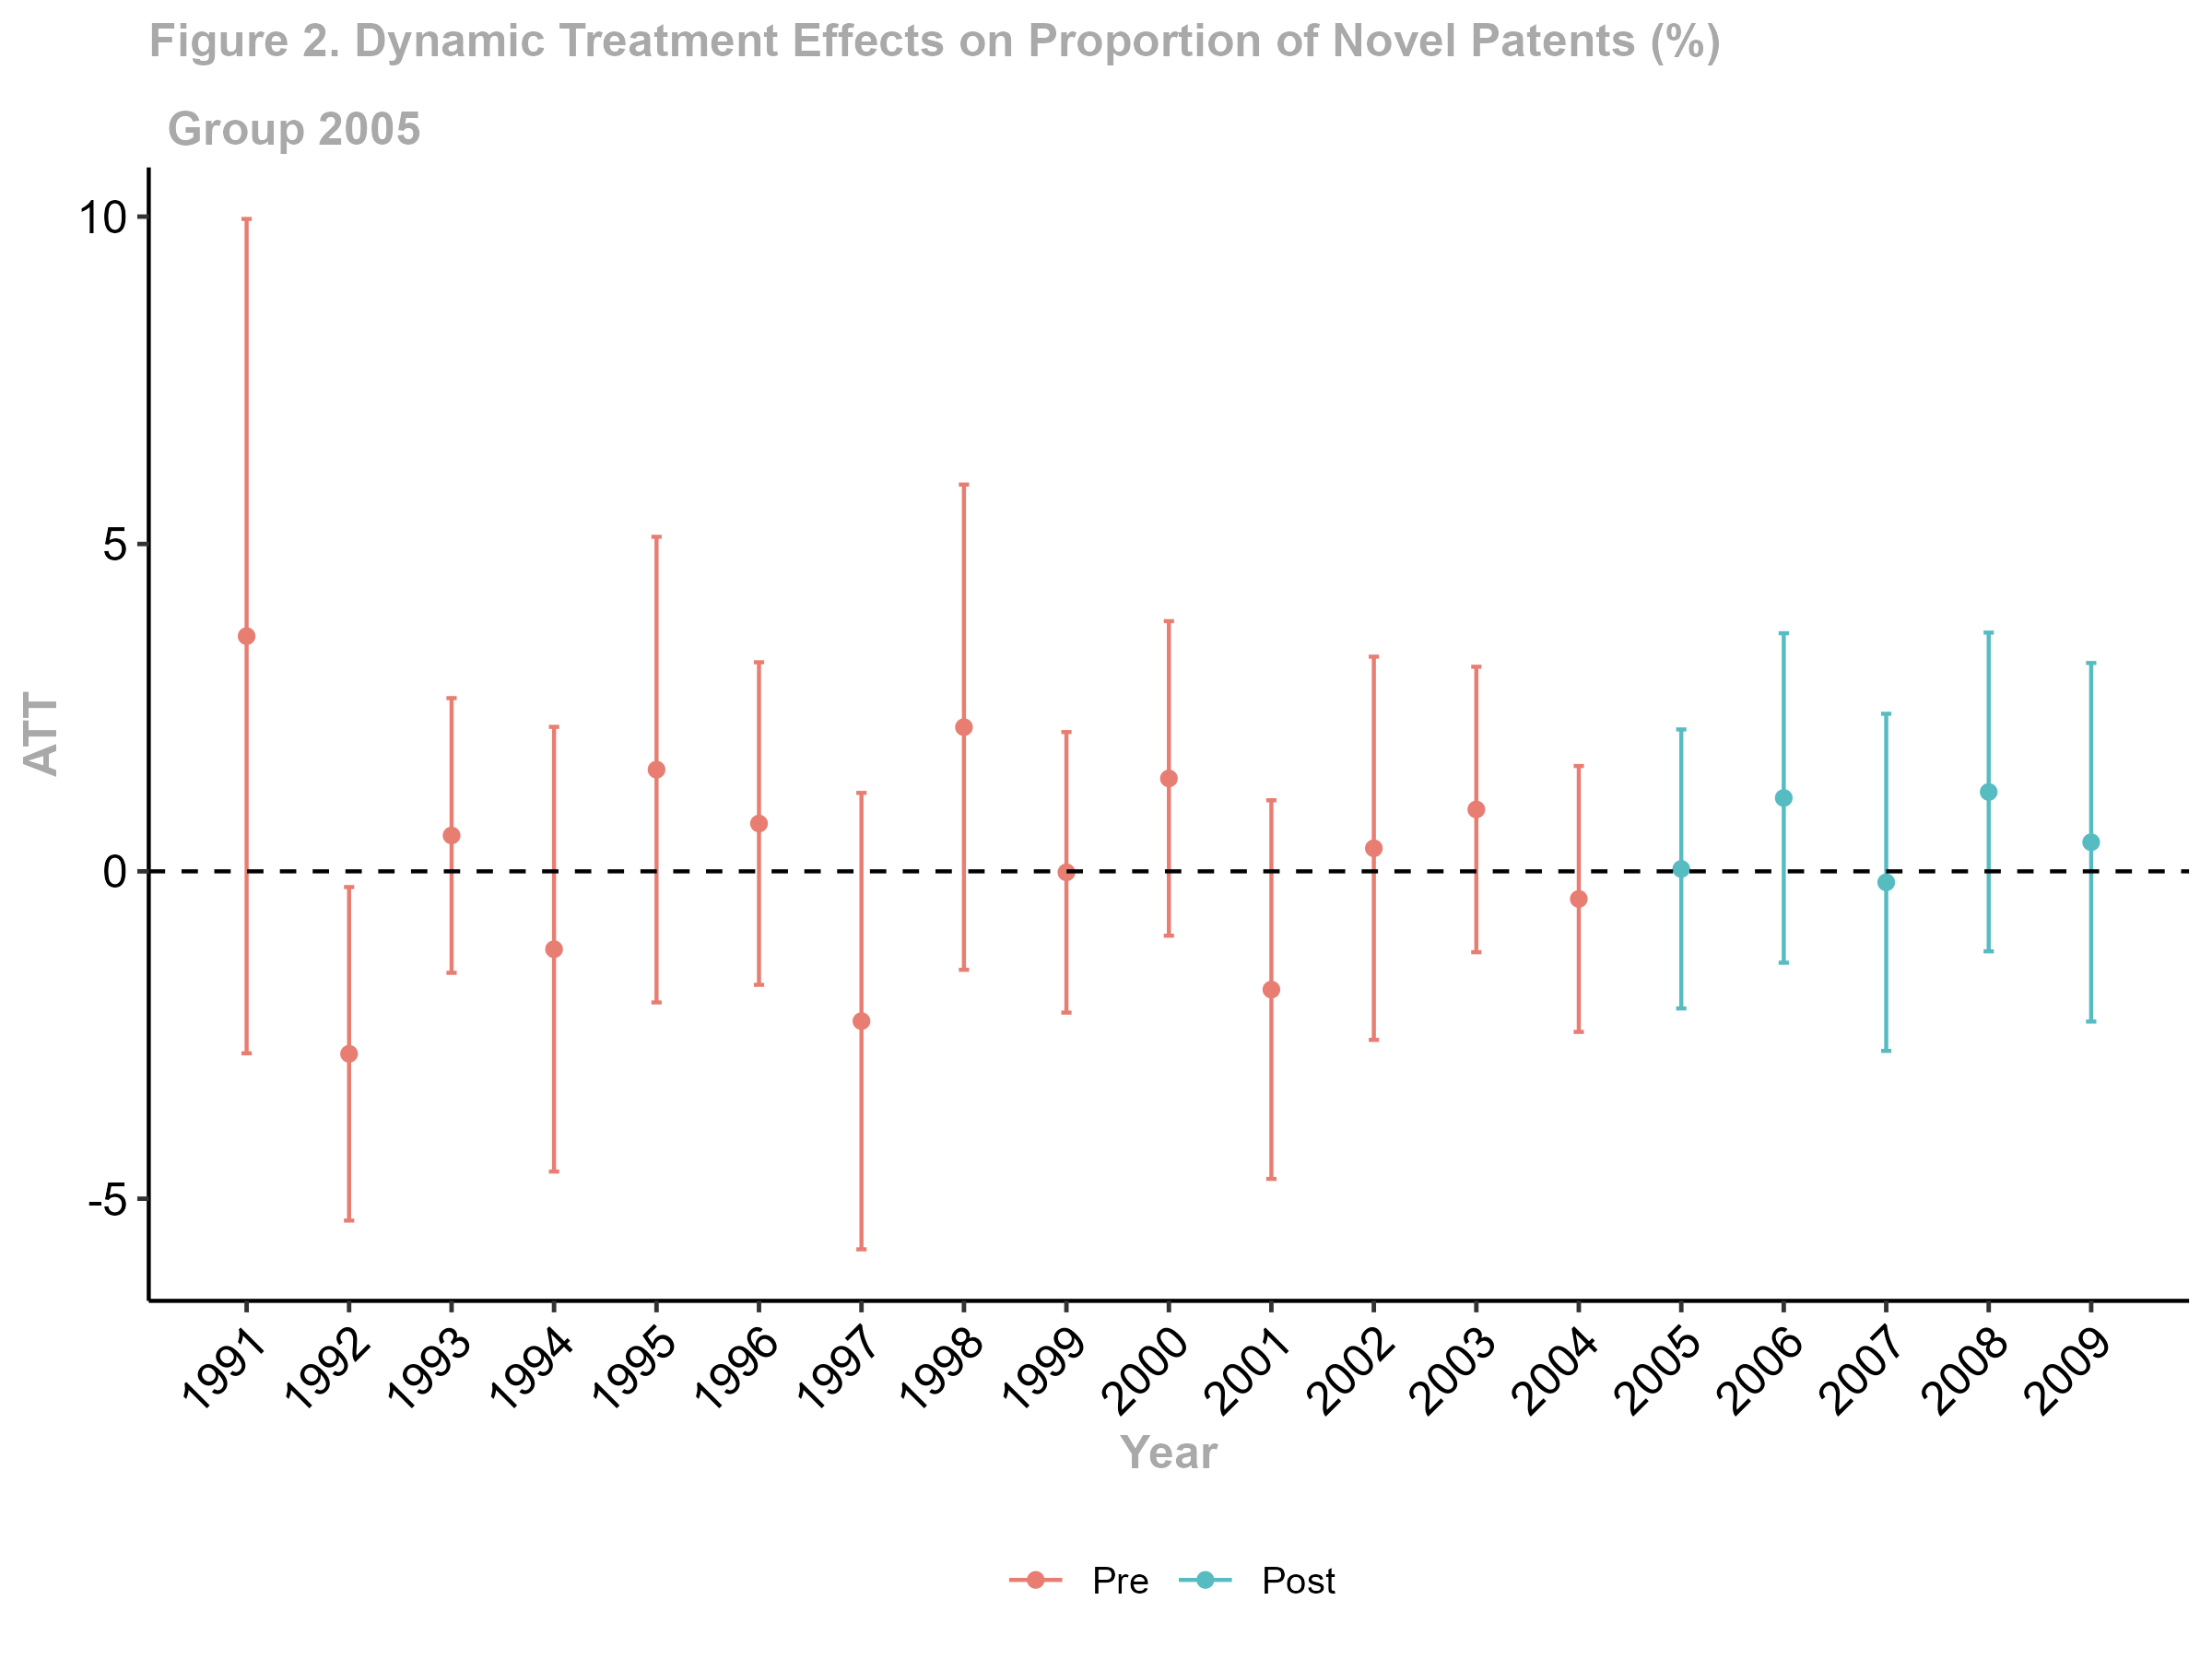 Figure 2. Dynamic Treatment Effects on Proportion of Novel Patents (%)
Group 2005
10
5
0
-5
ATT
1991 1992 1993 1994 1995 1996 1997 1998 1999 2000 2001 2002 2003 2004 2005 2006 2007 2008 2009
Year
Pre Post